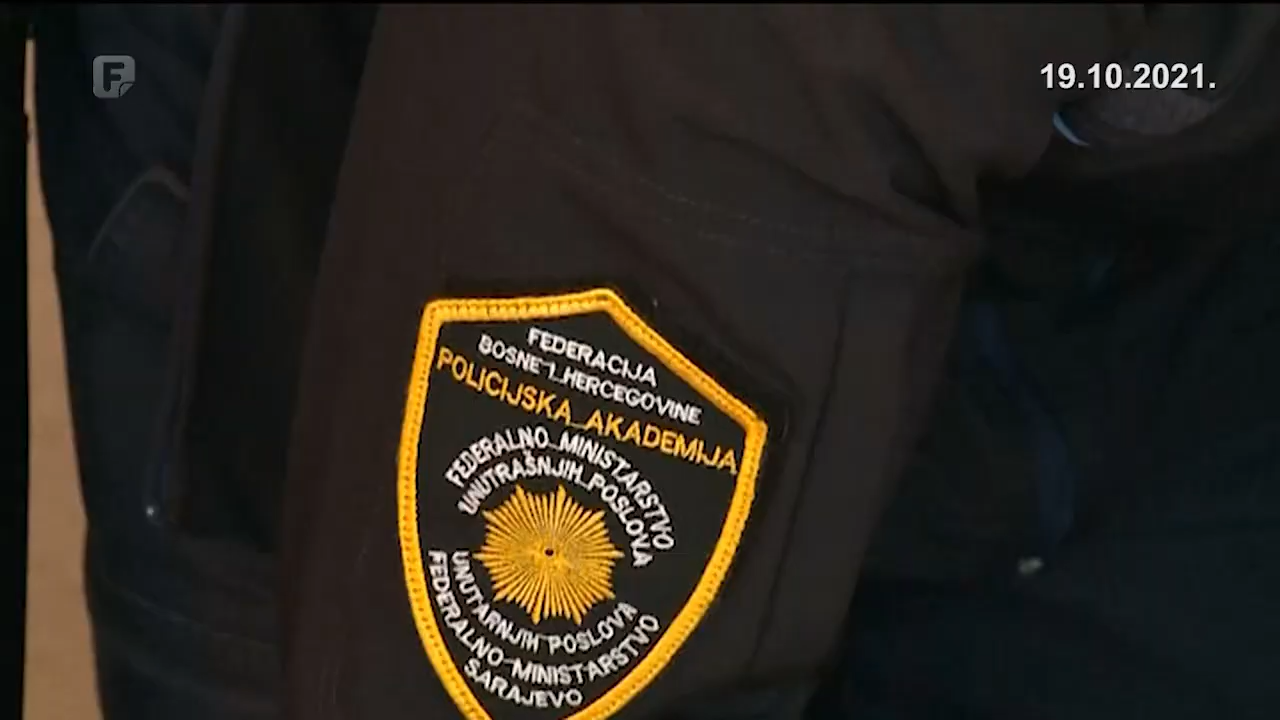 F
19.10.2021.
FEDERACIJA
BOSNE I HERCEGOVINE
POLICIJSKA AKADEMIJA
FEDERALNO MINISTARSTVO
UNUTRAŠNJIH POSLOVA
UNUTARNJIH POSLOVA
FEDERALNO MINISTARSTVO
SARAJEVO